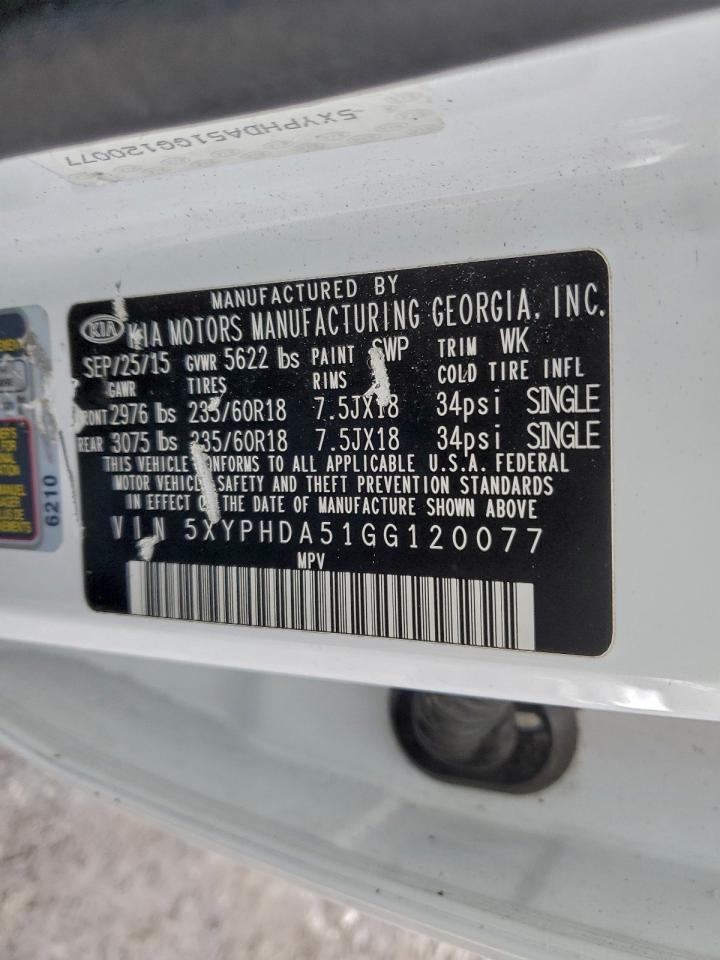 5XYPHDA51GG120077
MANUFACTURED BY
KIA KIA MOTORS MANUFACTURING GEORGIA, INC.
SEP/25/15 GVWR 5622 lbs PAINT SWP TRIM WK
GAWR TIRES RIMS COLD TIRE INFL
FRONT 2976 lbs 235/60R18 7.5JX18 34psi SINGLE
REAR 3075 lbs 235/60R18 7.5JX18 34psi SINGLE
THIS VEHICLE CONFORMS TO ALL APPLICABLE U.S.A. FEDERAL
MOTOR VEHICLE SAFETY AND THEFT PREVENTION STANDARDS
IN EFFECT ON THE DATE OF MANUFACTURE SHOWN ABOVE
VIN 5XYPHDA51GG120077
MPV
6210